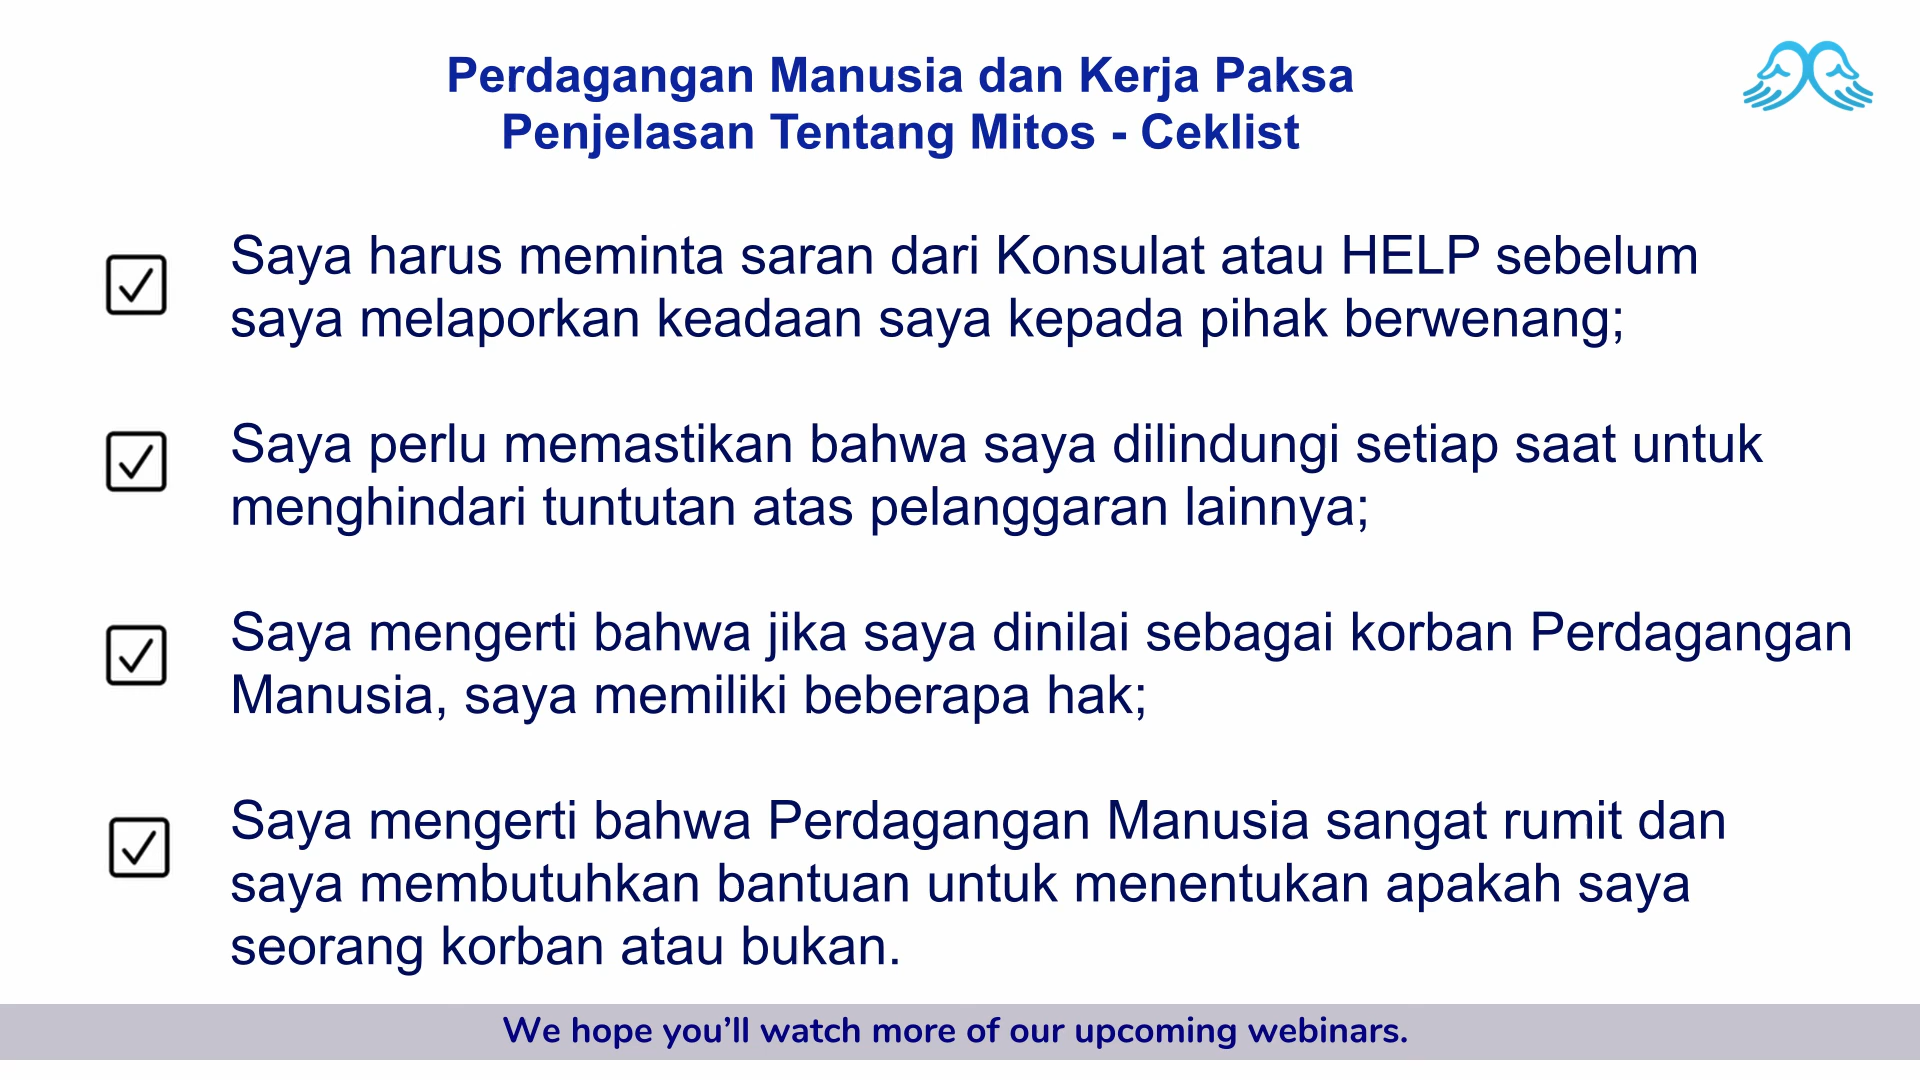 Perdagangan Manusia dan Kerja Paksa
Penjelasan Tentang Mitos - Ceklist
Saya harus meminta saran dari Konsulat atau HELP sebelum
saya melaporkan keadaan saya kepada pihak berwenang;
Saya perlu memastikan bahwa saya dilindungi setiap saat untuk
menghindari tuntutan atas pelanggaran lainnya;
Saya mengerti bahwa jika saya dinilai sebagai korban Perdagangan
Manusia, saya memiliki beberapa hak;
Saya mengerti bahwa Perdagangan Manusia sangat rumit dan
saya membutuhkan bantuan untuk menentukan apakah saya
seorang korban atau bukan.
We hope you’ll watch more of our upcoming webinars.